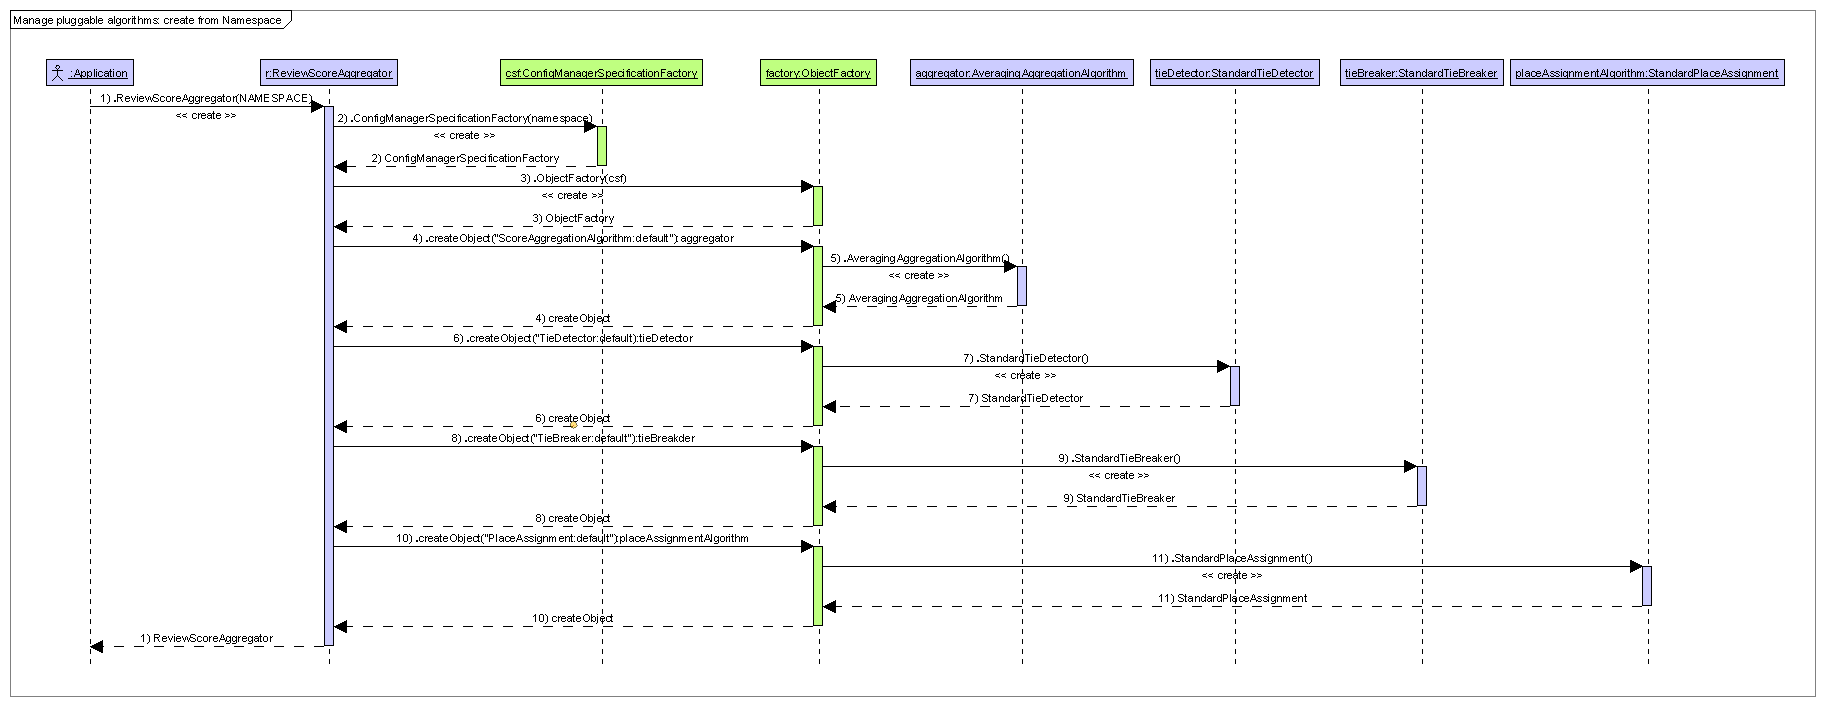 Manage pluggable algorithms: create from Namespace
:Application
r:ReviewScoreAggregator
csf:ConfigManagerSpecificationFactory
factory:ObjectFactory
aggregator:AveragingAggregationAlgorithm
tieDetector:StandardTieDetector
tieBreaker:StandardTieBreaker
placeAssignmentAlgorithm:StandardPlaceAssignment
1) .ReviewScoreAggregator(NAMESPACE)
<< create >>
2) .ConfigManagerSpecificationFactory(namespace)
<< create >>
2) ConfigManagerSpecificationFactory
3) .ObjectFactory(csf)
<< create >>
3) ObjectFactory
4) .createObject("ScoreAggregationAlgorithm:default"):aggregator
5) .AveragingAggregationAlgorithm()
<< create >>
5) AveragingAggregationAlgorithm
4) createObject
6) .createObject("TieDetector:default):tieDetector
7) .StandardTieDetector()
<< create >>
7) StandardTieDetector
6) createObject
8) .createObject("TieBreaker:default"):tieBreakder
9) .StandardTieBreaker()
<< create >>
9) StandardTieBreaker
8) createObject
10) .createObject("PlaceAssignment:default"):placeAssignmentAlgorithm
11) .StandardPlaceAssignment()
<< create >>
11) StandardPlaceAssignment
10) createObject
1) ReviewScoreAggregator